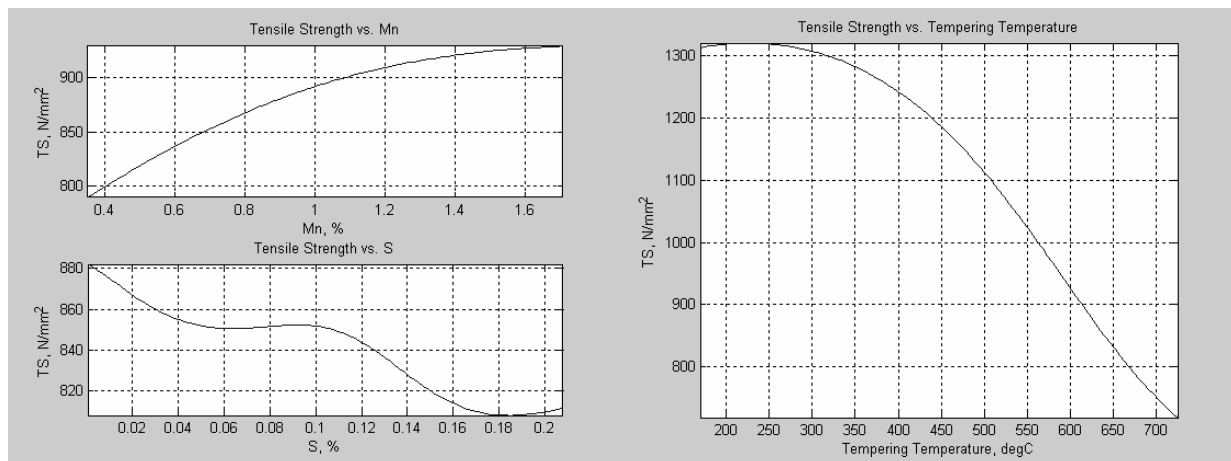 Tensile Strength vs. Mn
TS, N/mm²
900
850
800
0.4 0.6 0.8 1 1.2 1.4 1.6
Mn, %
Tensile Strength vs. S
TS, N/mm²
880
860
840
820
0.02 0.04 0.06 0.08 0.1 0.12 0.14 0.16 0.18 0.2
S, %
Tensile Strength vs. Tempering Temperature
TS, N/mm²
1300
1200
1100
1000
900
800
200 250 300 350 400 450 500 550 600 650 700
Tempering Temperature, degC